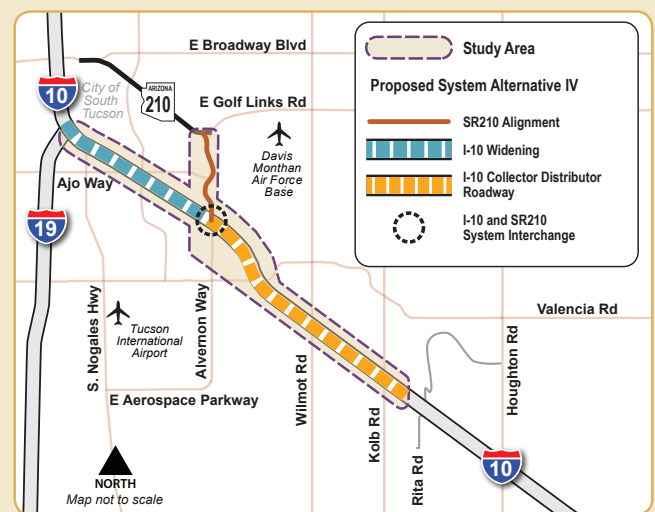 E Broadway Blvd
10
City of
South
Tucson
ARIZONA
210
E Golf Links Rd
Davis
Monthan
Air Force
Base
Ajo Way
19
S. Nogales Hwy
Tucson
International
Airport
Alvernon Way
E Aerospace Parkway
Wilmot Rd
Kolb Rd
Rita Rd
Houghton Rd
Valencia Rd
10
NORTH
Map not to scale
Study Area
Proposed System Alternative IV
SR210 Alignment
I-10 Widening
I-10 Collector Distributor
Roadway
I-10 and SR210
System Interchange